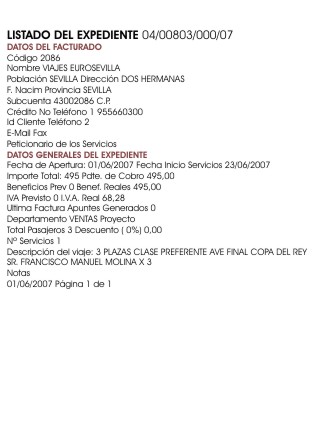 LISTADO DEL EXPEDIENTE 04/00803/000/07
DATOS DEL FACTURADO
Código 2086
Nombre VIAJES EUROSEVILLA
Población SEVILLA Dirección DOS HERMANAS
F. Nacim Provincia SEVILLA
Subcuenta 43002086 C.P.
Crédito No Teléfono 1 955660300
Id Cliente Teléfono 2
E-Mail Fax
Peticionario de los Servicios
DATOS GENERALES DEL EXPEDIENTE
Fecha de Apertura: 01/06/2007 Fecha Inicio Servicios 23/06/2007
Importe Total: 495 Pdte. de Cobro 495,00
Beneficios Prev 0 Benef. Reales 495,00
IVA Previsto 0 I.V.A. Real 68,28
Ultima Factura Apuntes Generados 0
Departamento VENTAS Proyecto
Total Pasajeros 3 Descuento ( 0%) 0,00
Nº Servicios 1
Descripción del viaje: 3 PLAZAS CLASE PREFERENTE AVE FINAL COPA DEL REY
SR. FRANCISCO MANUEL MOLINA X 3
Notas
01/06/2007 Página 1 de 1